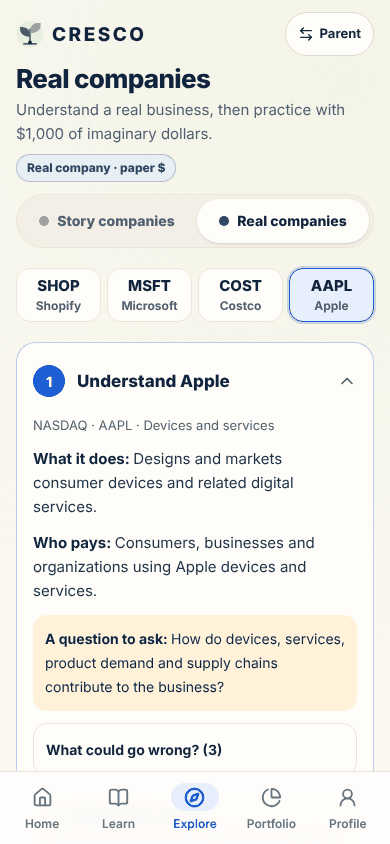 CRESCO
Parent
Real companies
Understand a real business, then practice with
$1,000 of imaginary dollars.
Real company · paper $
Story companies
Real companies
SHOP
Shopify
MSFT
Microsoft
COST
Costco
AAPL
Apple
1
Understand Apple
NASDAQ · AAPL · Devices and services
What it does: Designs and markets
consumer devices and related digital
services.
Who pays: Consumers, businesses and
organizations using Apple devices and
services.
A question to ask: How do devices, services,
product demand and supply chains
contribute to the business?
What could go wrong? (3)
Home
Learn
Explore
Portfolio
Profile